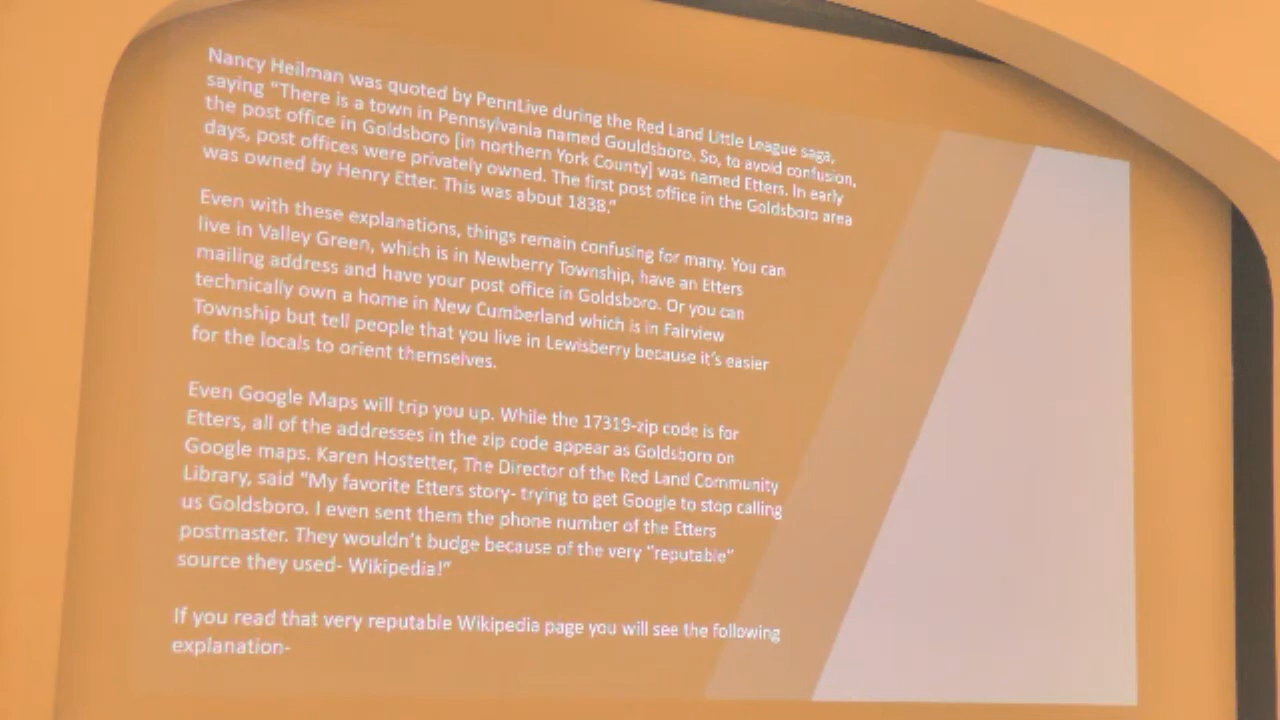 Nancy Heilman was quoted by PennLive during the Red Land Little League saga,
saying "There is a town in Pennsylvania named Gouldsboro. So, to avoid confusion,
the post office in Goldsboro [in northern York County] was named Etters. In early
days, post offices were privately owned. The first post office in the Goldsboro area
was owned by Henry Etter. This was about 1838."
Even with these explanations, things remain confusing for many. You can
live in Valley Green, which is in Newberry Township, have an Etters
mailing address and have your post office in Goldsboro. Or you can
technically own a home in New Cumberland which is in Fairview
Township but tell people that you live in Lewisberry because it's easier
for the locals to orient themselves.
Even Google Maps will trip you up. While the 17319-zip code is for
Etters, all of the addresses in the zip code appear as Goldsboro on
Google maps. Karen Hostetter, The Director of the Red Land Community
Library, said "My favorite Etters story- trying to get Google to stop calling
us Goldsboro. I even sent them the phone number of the Etters
postmaster. They wouldn't budge because of the very "reputable"
source they used- Wikipedia!"
If you read that very reputable Wikipedia page you will see the following
explanation-